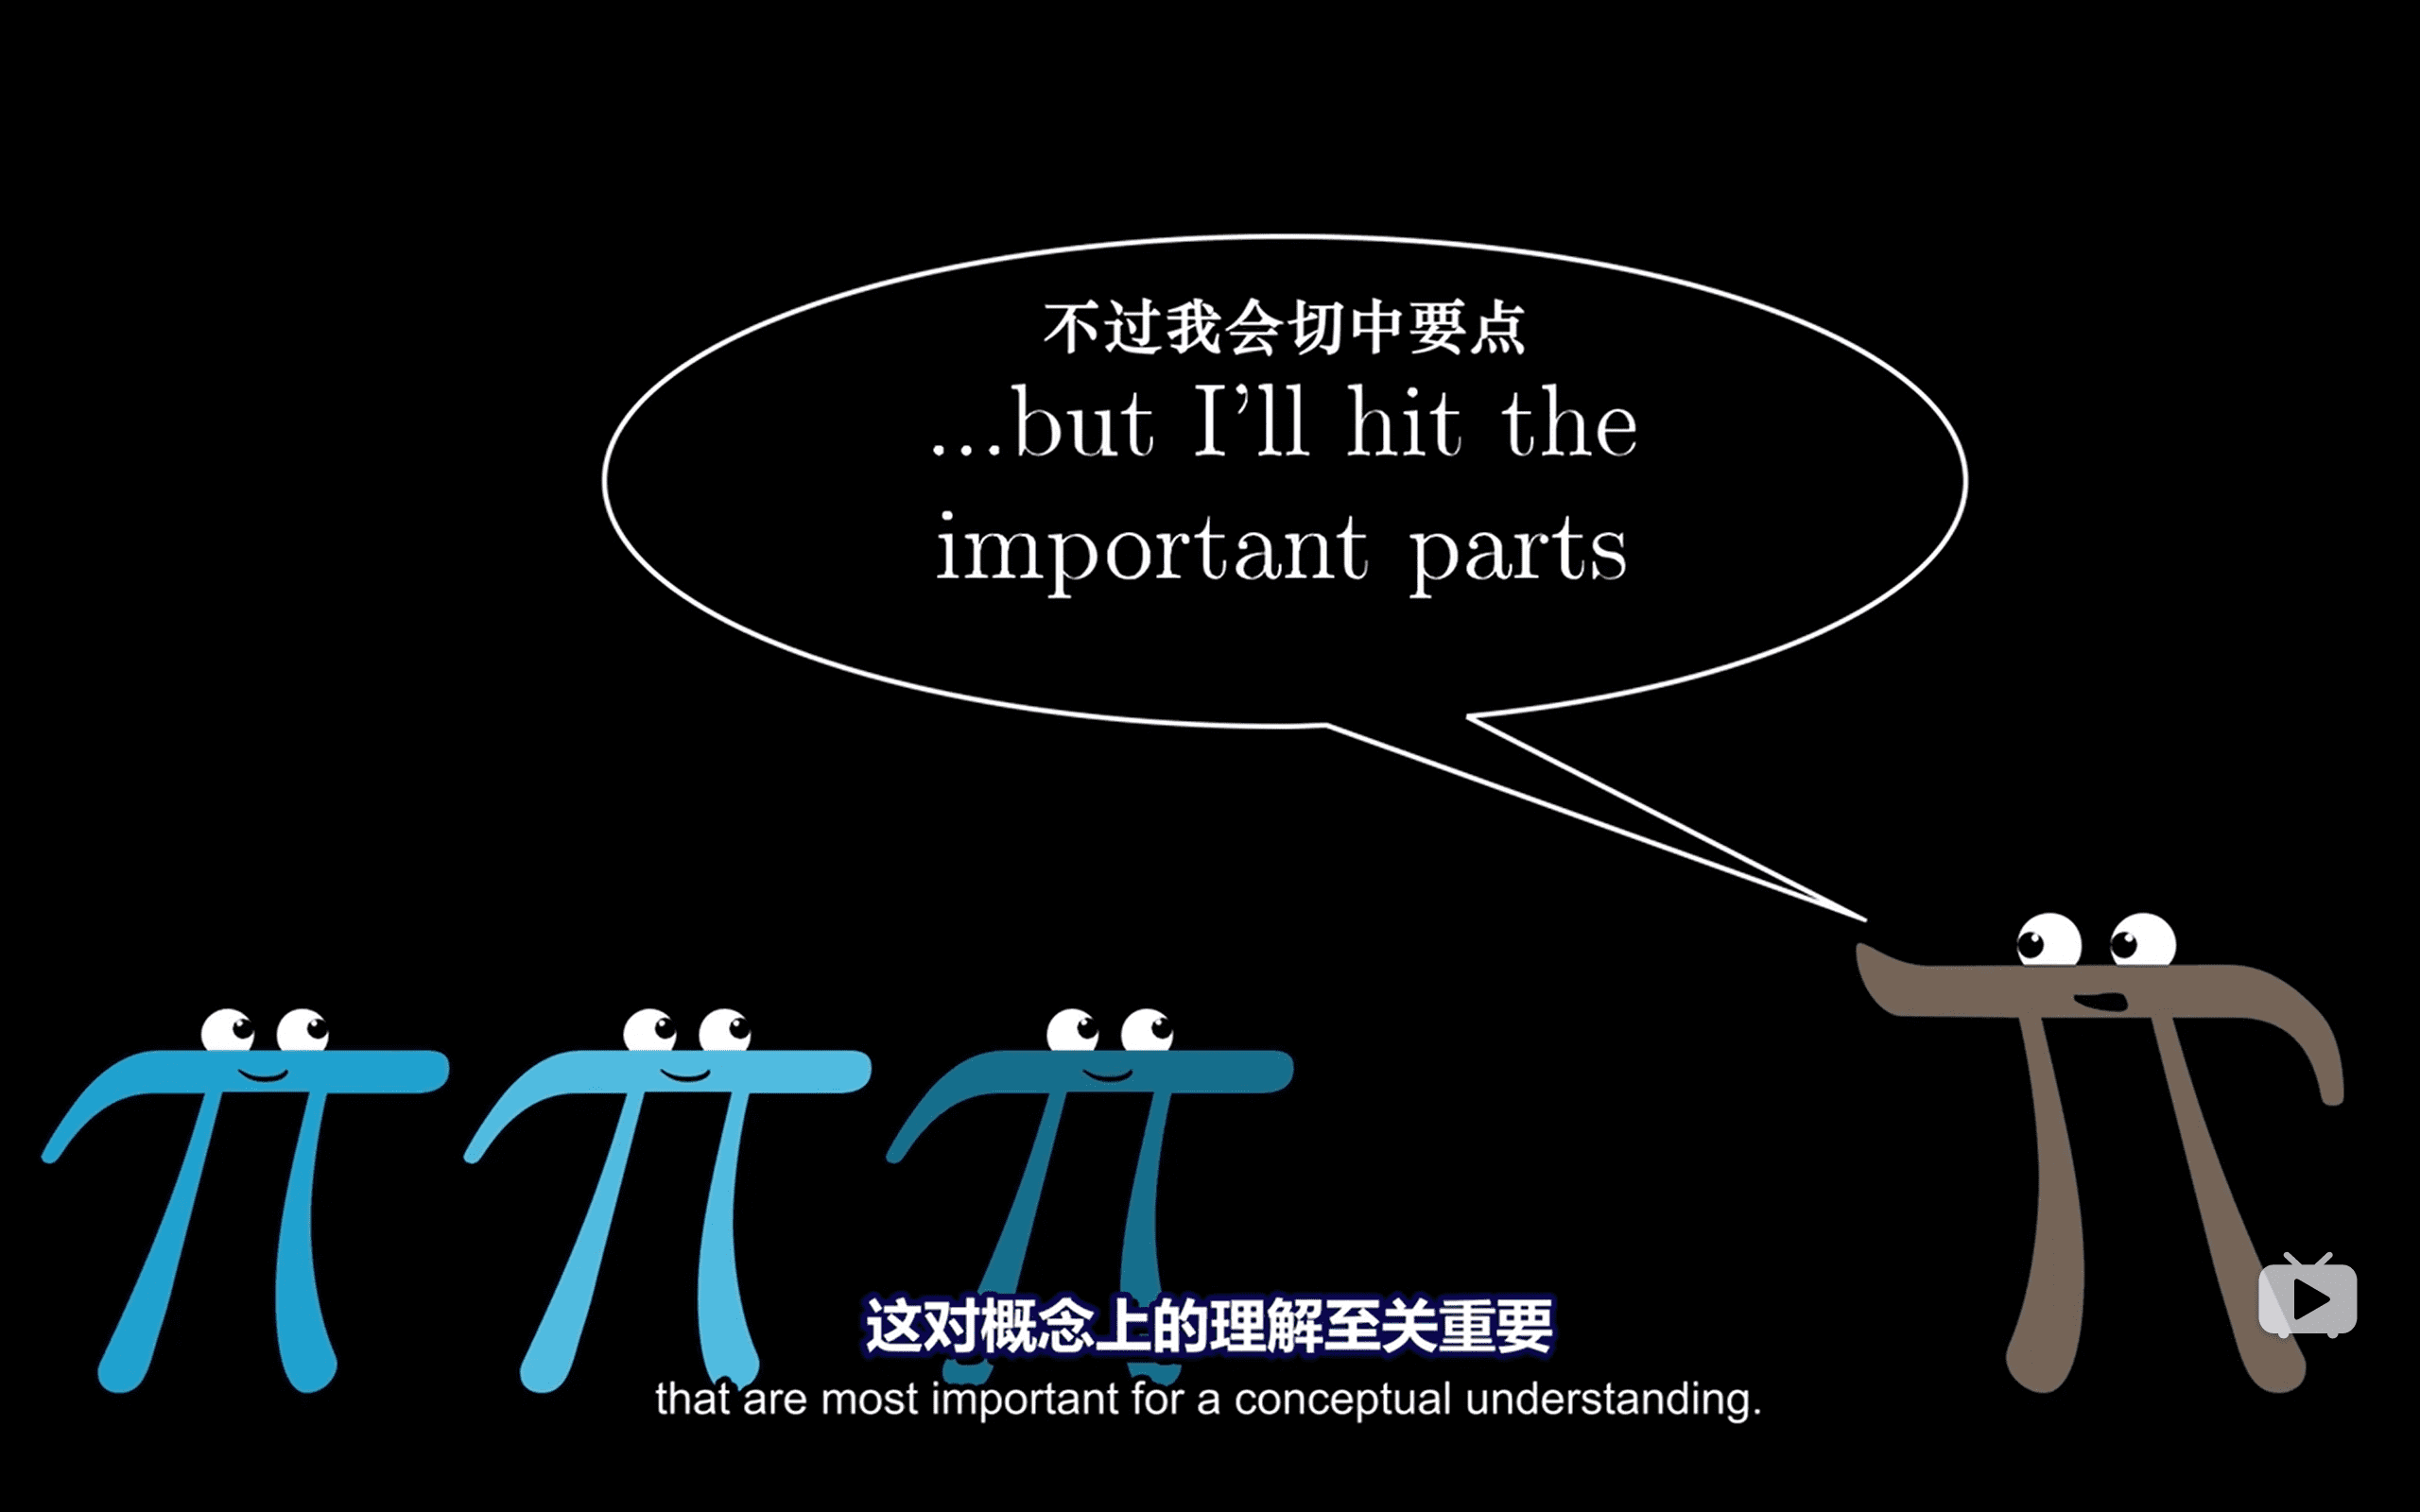 不过我会切中要点
...but I'll hit the
important parts
这对概念上的理解至关重要
that are most important for a conceptual understanding.